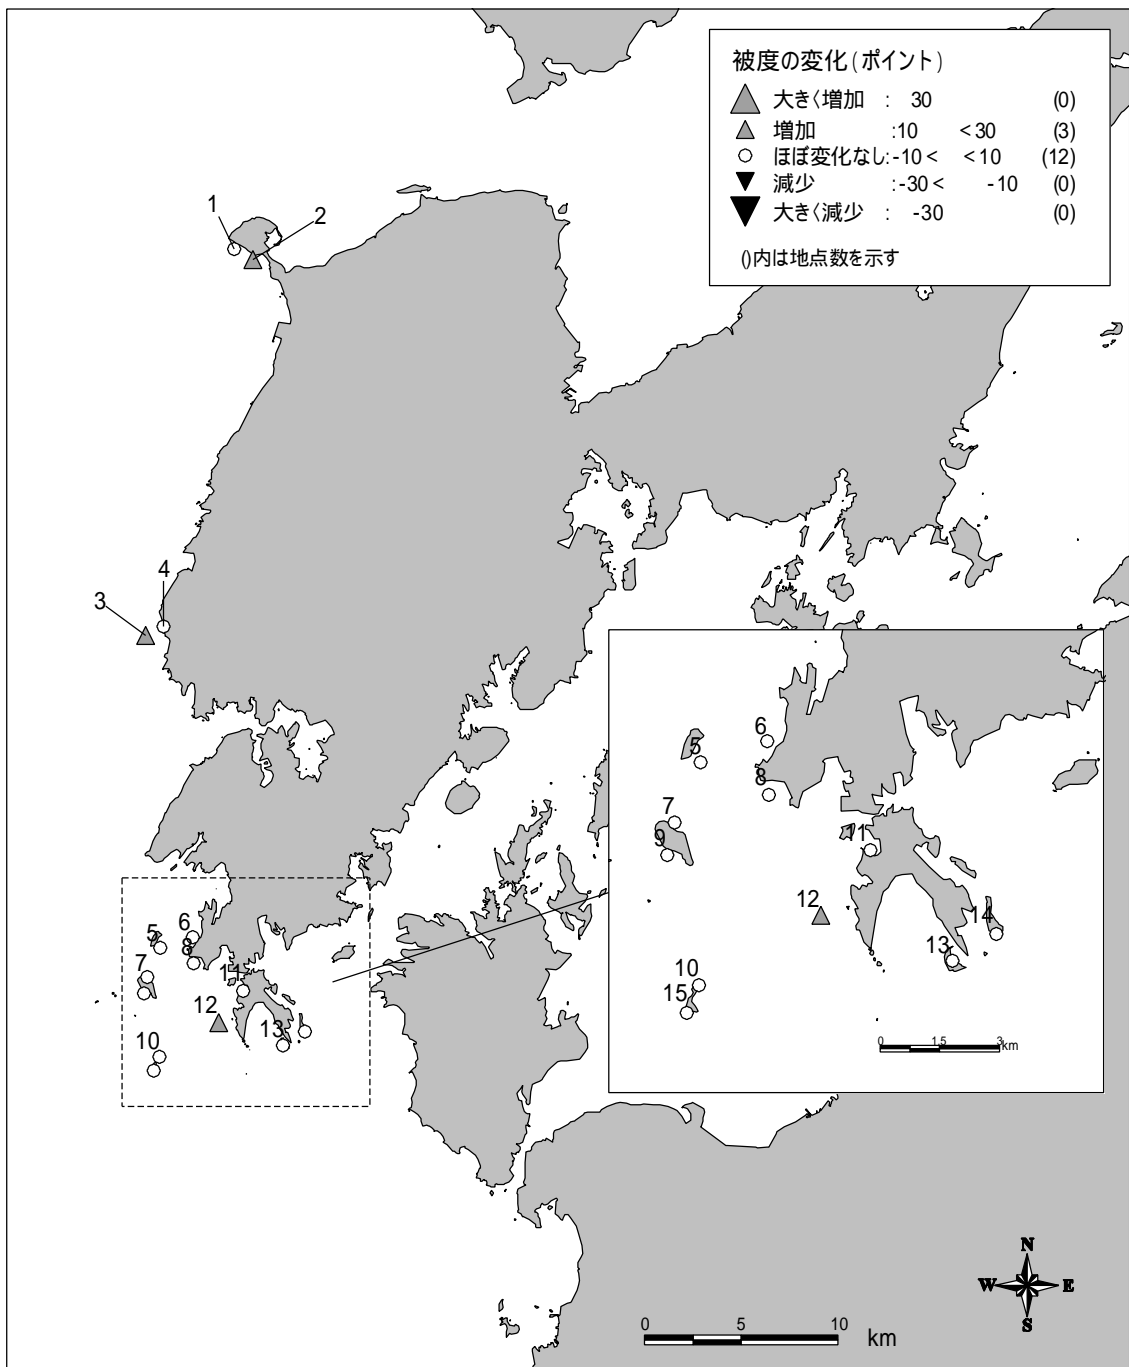 被度の変化(ポイント)
大きく増加 : 30 (0)
増加 :10 <30 (3)
ほぼ変化なし:-10< <10 (12)
減少 :-30< -10 (0)
大きく減少 : -30 (0)
()内は地点数を示す
1
2
3
4
5
6
7
8
10
11
12
13
5
6
7
8
9
10
11
12
13
14
15
0 1.5 3 km
N
W E
S
0 5 10 km